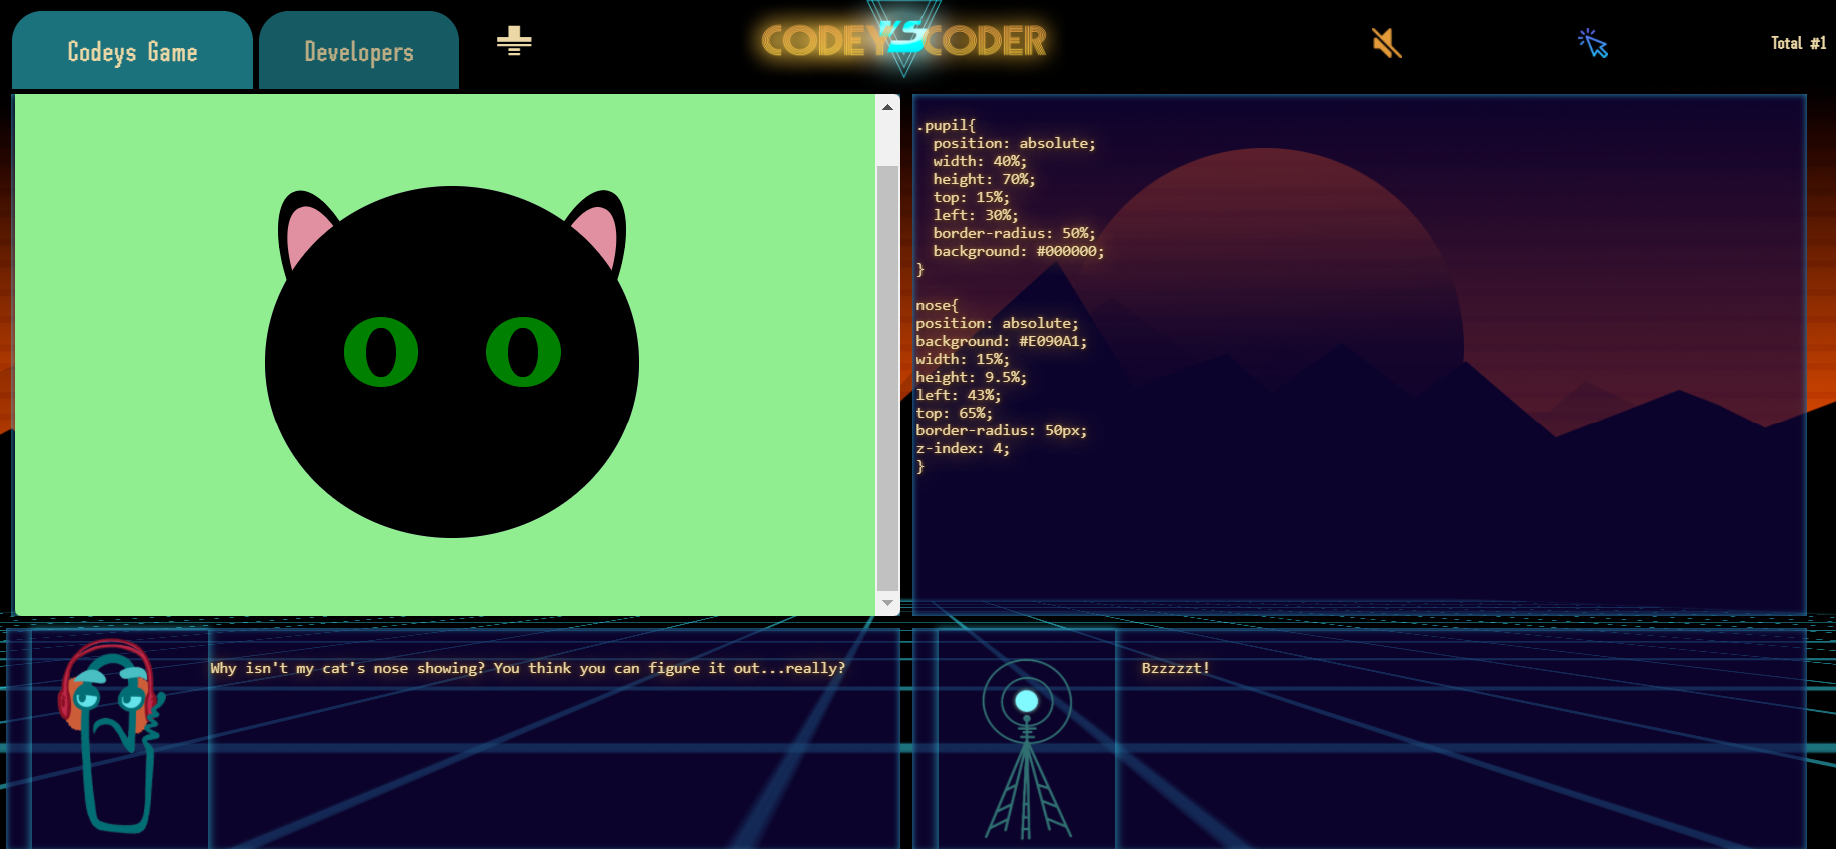 Codeys Game
Developers
CODEY VS CODER
Total #1
.pupil{
  position: absolute;
  width: 40%;
  height: 70%;
  top: 15%;
  left: 30%;
  border-radius: 50%;
  background: #000000;
}
nose{
position: absolute;
background: #E090A1;
width: 15%;
height: 9.5%;
left: 43%;
top: 65%;
border-radius: 50px;
z-index: 4;
}
Why isn't my cat's nose showing? You think you can figure it out...really?
Bzzzzzt!